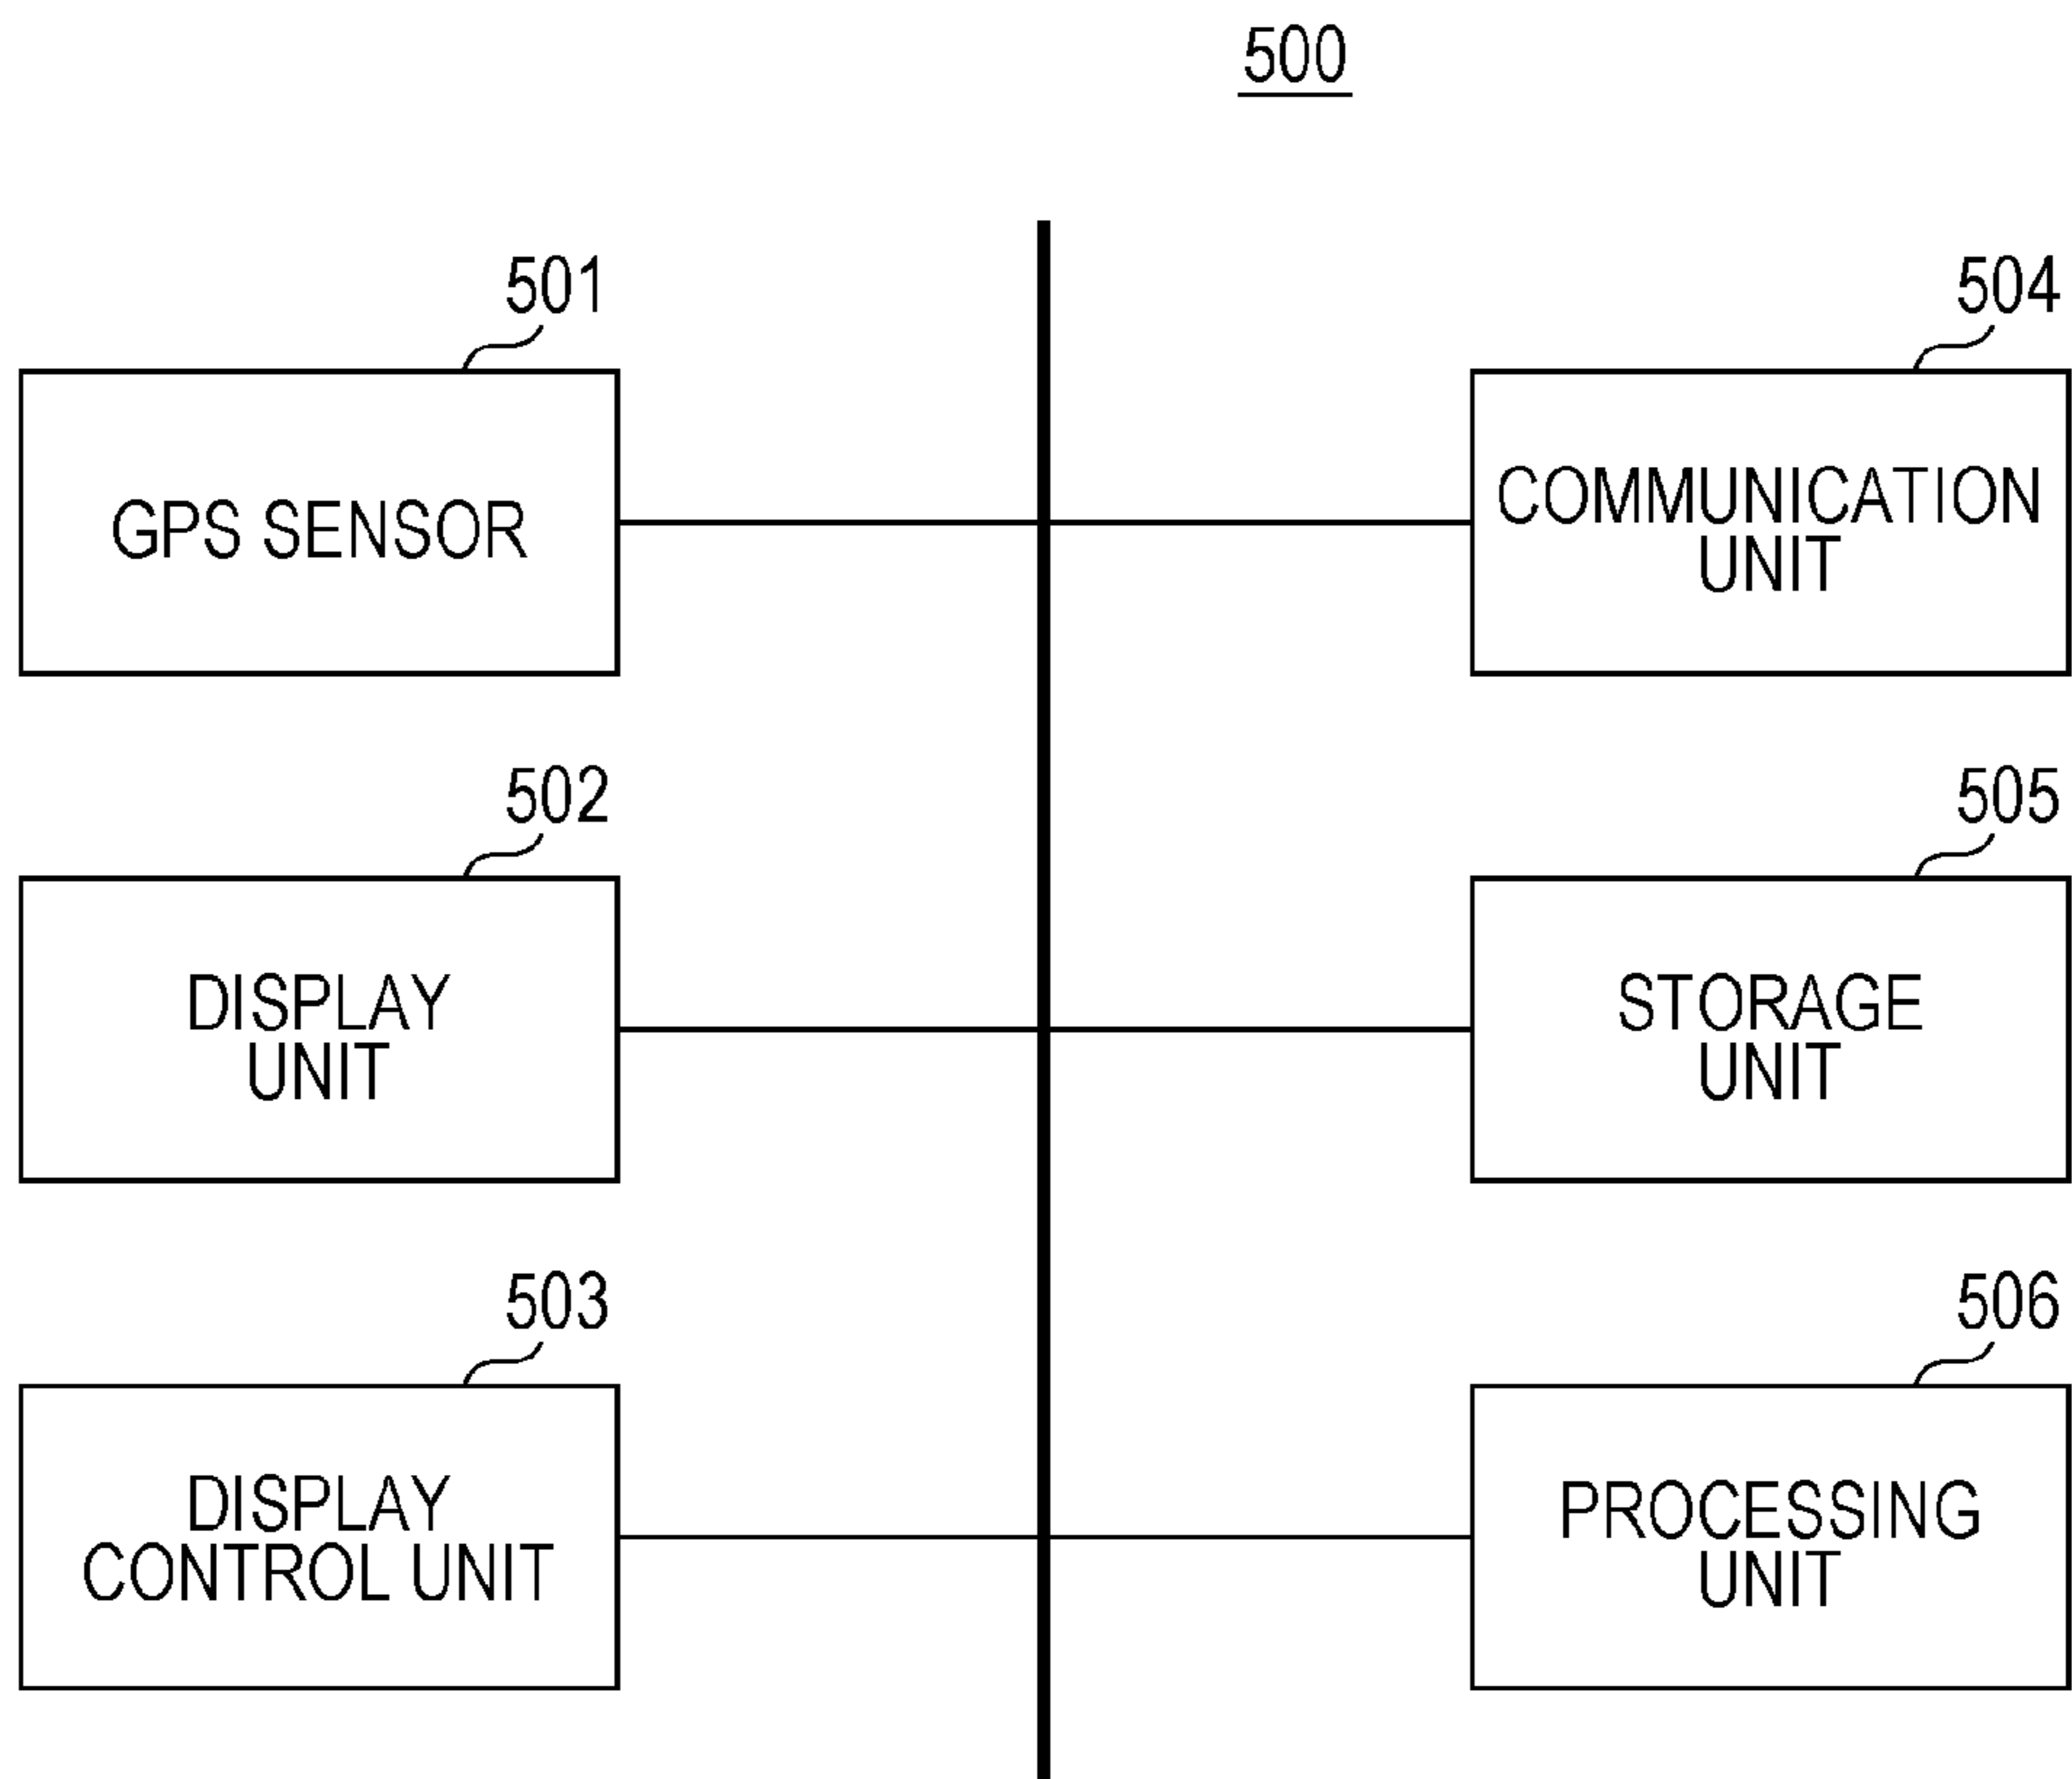 500
501
GPS SENSOR
504
COMMUNICATION
UNIT
502
DISPLAY
UNIT
505
STORAGE
UNIT
503
DISPLAY
CONTROL UNIT
506
PROCESSING
UNIT